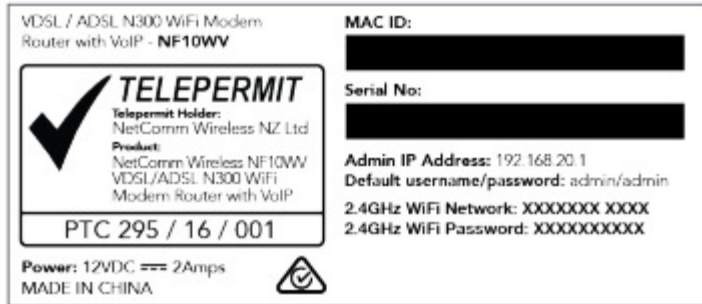 VDSL / ADSL N300 WiFi Modem
Router with VoIP - NF10WV
TELEPERMIT
Telepermit Holder:
NetComm Wireless NZ Ltd
Product:
NetComm Wireless NF10WV
VDSL/ADSL N300 WiFi
Modem Router with VoIP
PTC 295 / 16 / 001
Power: 12VDC 2Amps
MADE IN CHINA
MAC ID:
Serial No:
Admin IP Address: 192.168.20.1
Default username/password: admin/admin
2.4GHz WiFi Network: XXXXXXX XXXX
2.4GHz WiFi Password: XXXXXXXXXX